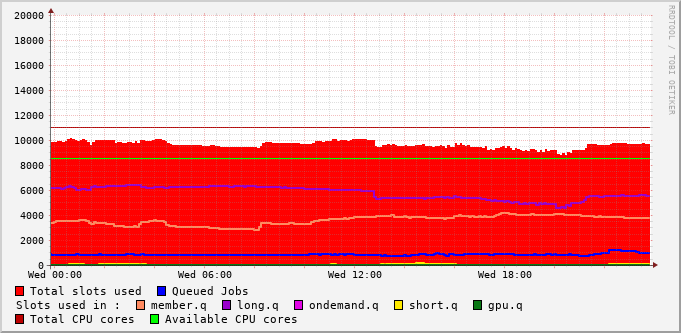 20000
18000
16000
14000
12000
10000
8000
6000
4000
2000
0
Wed 00:00 Wed 06:00 Wed 12:00 Wed 18:00
Total slots used Queued Jobs
Slots used in : member.q long.q ondemand.q short.q gpu.q
Total CPU cores Available CPU cores
RRDTOOL / TOBI OETIKER